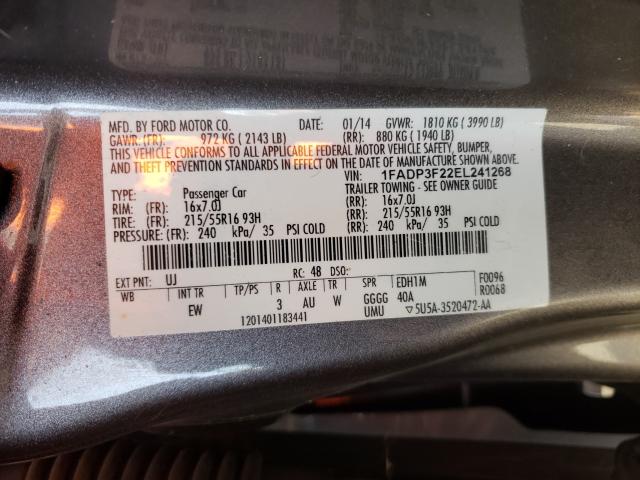 MFD. BY FORD MOTOR CO. DATE: 01/14 GVWR: 1810 KG ( 3990 LB)
GAWR: (FR): 972 KG ( 2143 LB) (RR): 880 KG ( 1940 LB)
THIS VEHICLE CONFORMS TO ALL APPLICABLE FEDERAL MOTOR VEHICLE SAFETY, BUMPER,
AND THEFT PREVENTION STANDARDS IN EFFECT ON THE DATE OF MANUFACTURE SHOWN ABOVE.
VIN: 1FADP3F22EL241268
TYPE: Passenger Car TRAILER TOWING - SEE OWNER GUIDE
RIM: (FR): 16x7.0J (RR): 16x7.0J
TIRE: (FR): 215/55R16 93H (RR): 215/55R16 93H
PRESSURE: (FR): 240 kPa/ 35 PSI COLD (RR): 240 kPa/ 35 PSI COLD
EXT PNT: UJ RC: 48 DSO:
WB INT TR TP/PS R AXLE TR SPR EDH1M F0096
EW 3 AU W GGGG 40A R0068
1201401183441 UMU ▽5U5A-3520472-AA